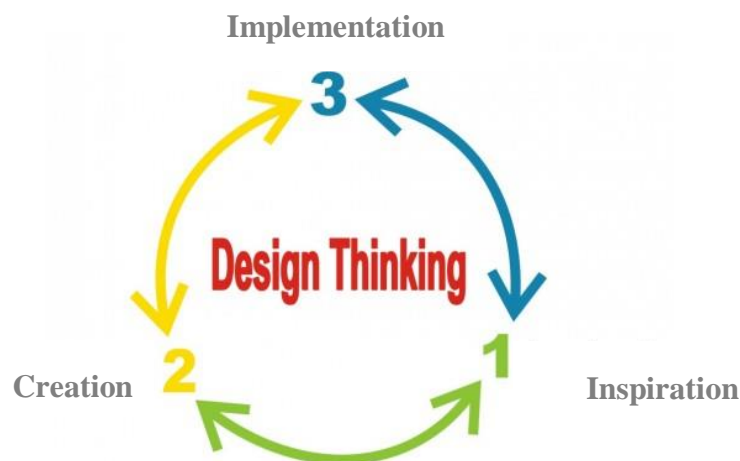 Implementation
3
Design Thinking
1
2
Creation
Inspiration